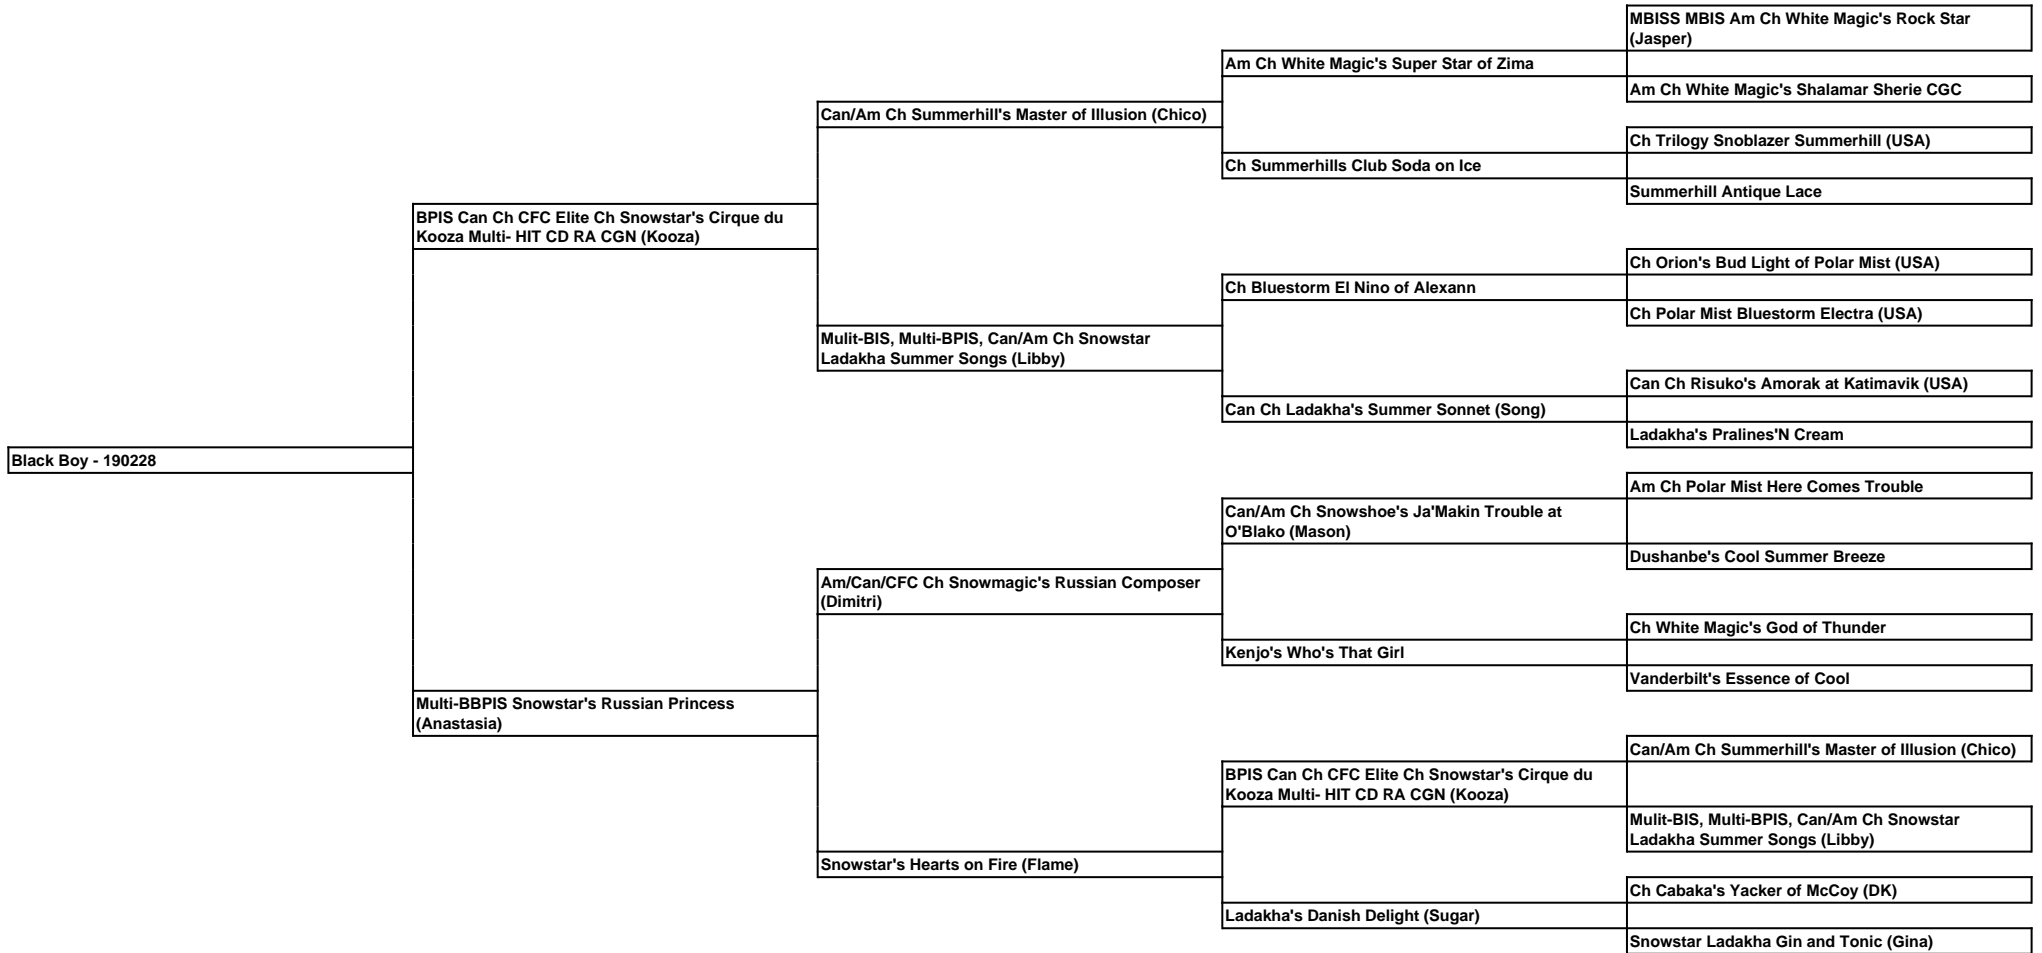 MBISS MBIS Am Ch White Magic's Rock Star
(Jasper)
Am Ch White Magic's Super Star of Zima
Am Ch White Magic's Shalamar Sherie CGC
Can/Am Ch Summerhill's Master of Illusion (Chico)
Ch Trilogy Snoblazer Summerhill (USA)
Ch Summerhills Club Soda on Ice
Summerhill Antique Lace
BPIS Can Ch CFC Elite Ch Snowstar's Cirque du
Kooza Multi- HIT CD RA CGN (Kooza)
Ch Orion's Bud Light of Polar Mist (USA)
Ch Bluestorm El Nino of Alexann
Ch Polar Mist Bluestorm Electra (USA)
Mulit-BIS, Multi-BPIS, Can/Am Ch Snowstar
Ladakha Summer Songs (Libby)
Can Ch Risuko's Amorak at Katimavik (USA)
Can Ch Ladakha's Summer Sonnet (Song)
Ladakha's Pralines'N Cream
Black Boy - 190228
Am Ch Polar Mist Here Comes Trouble
Can/Am Ch Snowshoe's Ja'Makin Trouble at
O'Blako (Mason)
Dushanbe's Cool Summer Breeze
Am/Can/CFC Ch Snowmagic's Russian Composer
(Dimitri)
Ch White Magic's God of Thunder
Kenjo's Who's That Girl
Vanderbilt's Essence of Cool
Multi-BBPIS Snowstar's Russian Princess
(Anastasia)
Can/Am Ch Summerhill's Master of Illusion (Chico)
BPIS Can Ch CFC Elite Ch Snowstar's Cirque du
Kooza Multi- HIT CD RA CGN (Kooza)
Mulit-BIS, Multi-BPIS, Can/Am Ch Snowstar
Ladakha Summer Songs (Libby)
Snowstar's Hearts on Fire (Flame)
Ch Cabaka's Yacker of McCoy (DK)
Ladakha's Danish Delight (Sugar)
Snowstar Ladakha Gin and Tonic (Gina)